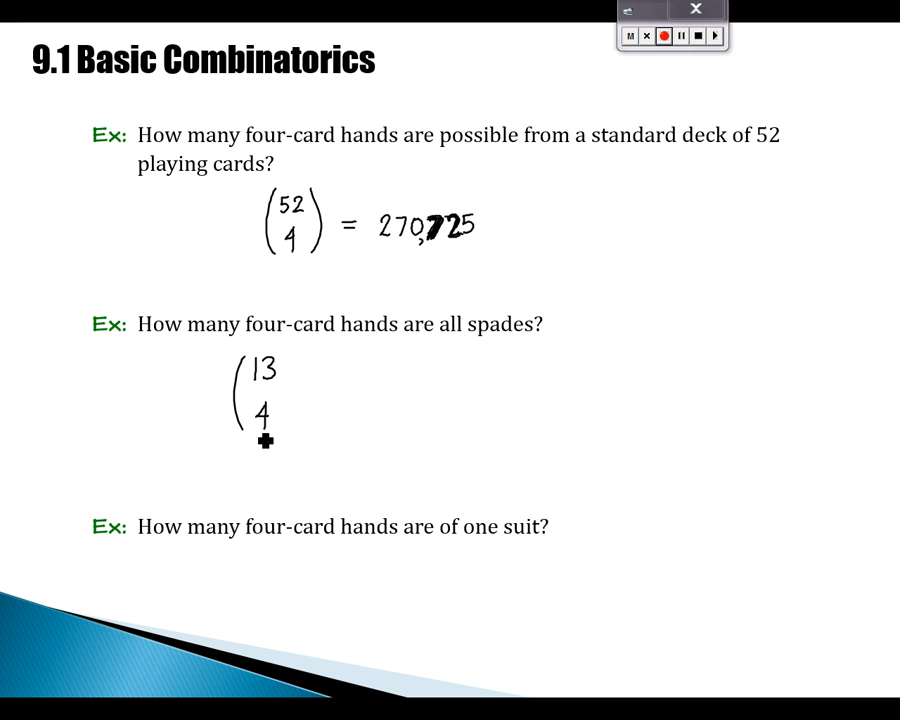 X
M
9.1 Basic Combinatorics
Ex: How many four-card hands are possible from a standard deck of 52
playing cards?
(52
4) = 270,725
Ex: How many four-card hands are all spades?
(13
4
Ex: How many four-card hands are of one suit?